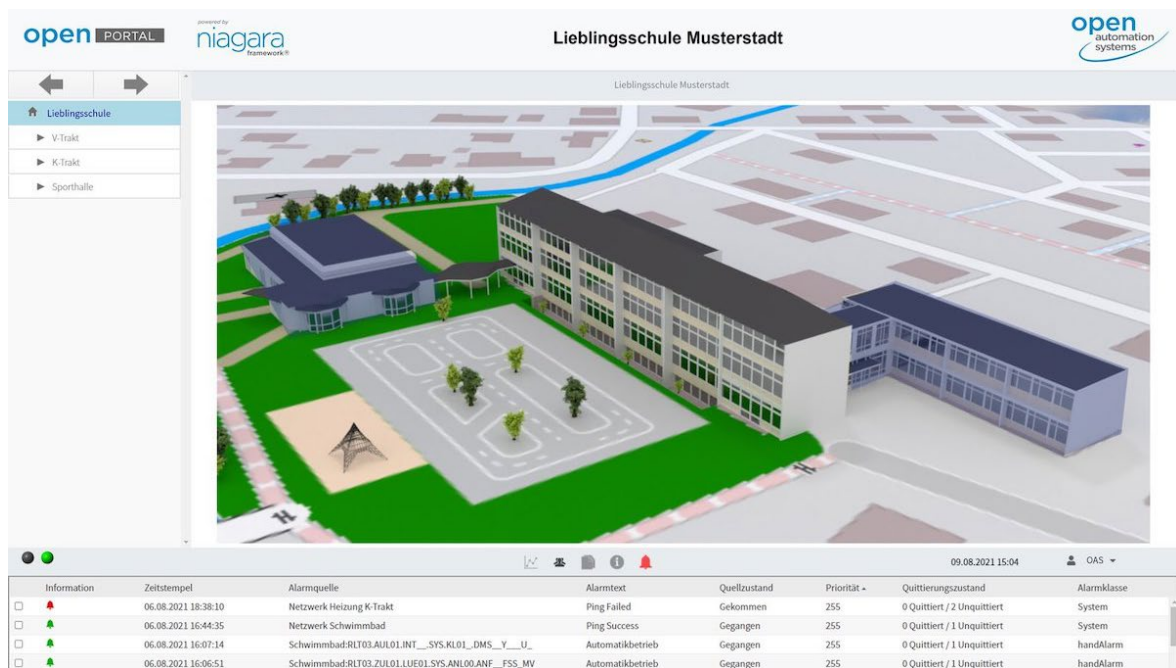 open PORTAL
powered by
niagara
framework®
Lieblingsschule Musterstadt
open
automation
systems
Lieblingsschule Musterstadt
Lieblingsschule
V-Trakt
K-Trakt
Sporthalle
H
H
09.08.2021 15:04 OAS
Information Zeitstempel Alarmquelle Alarmtext Quellzustand Priorität Quittierungszustand Alarmklasse
06.08.2021 18:38:10 Netzwerk Heizung K-Trakt Ping Failed Gekommen 255 0 Quittiert / 2 Unquittiert System
06.08.2021 16:44:35 Netzwerk Schwimmbad Ping Success Gegangen 255 0 Quittiert / 1 Unquittiert System
06.08.2021 16:07:14 Schwimmbad:RLT03.AUL01.INT__.SYS.KL01_.DMS__Y___U_ Automatikbetrieb Gegangen 255 0 Quittiert / 1 Unquittiert handAlarm
06.08.2021 16:06:51 Schwimmbad:RLT03.ZUL01.LUE01.SYS.ANL00.ANF__FSS_MV Automatikbetrieb Gegangen 255 0 Quittiert / 1 Unquittiert handAlarm